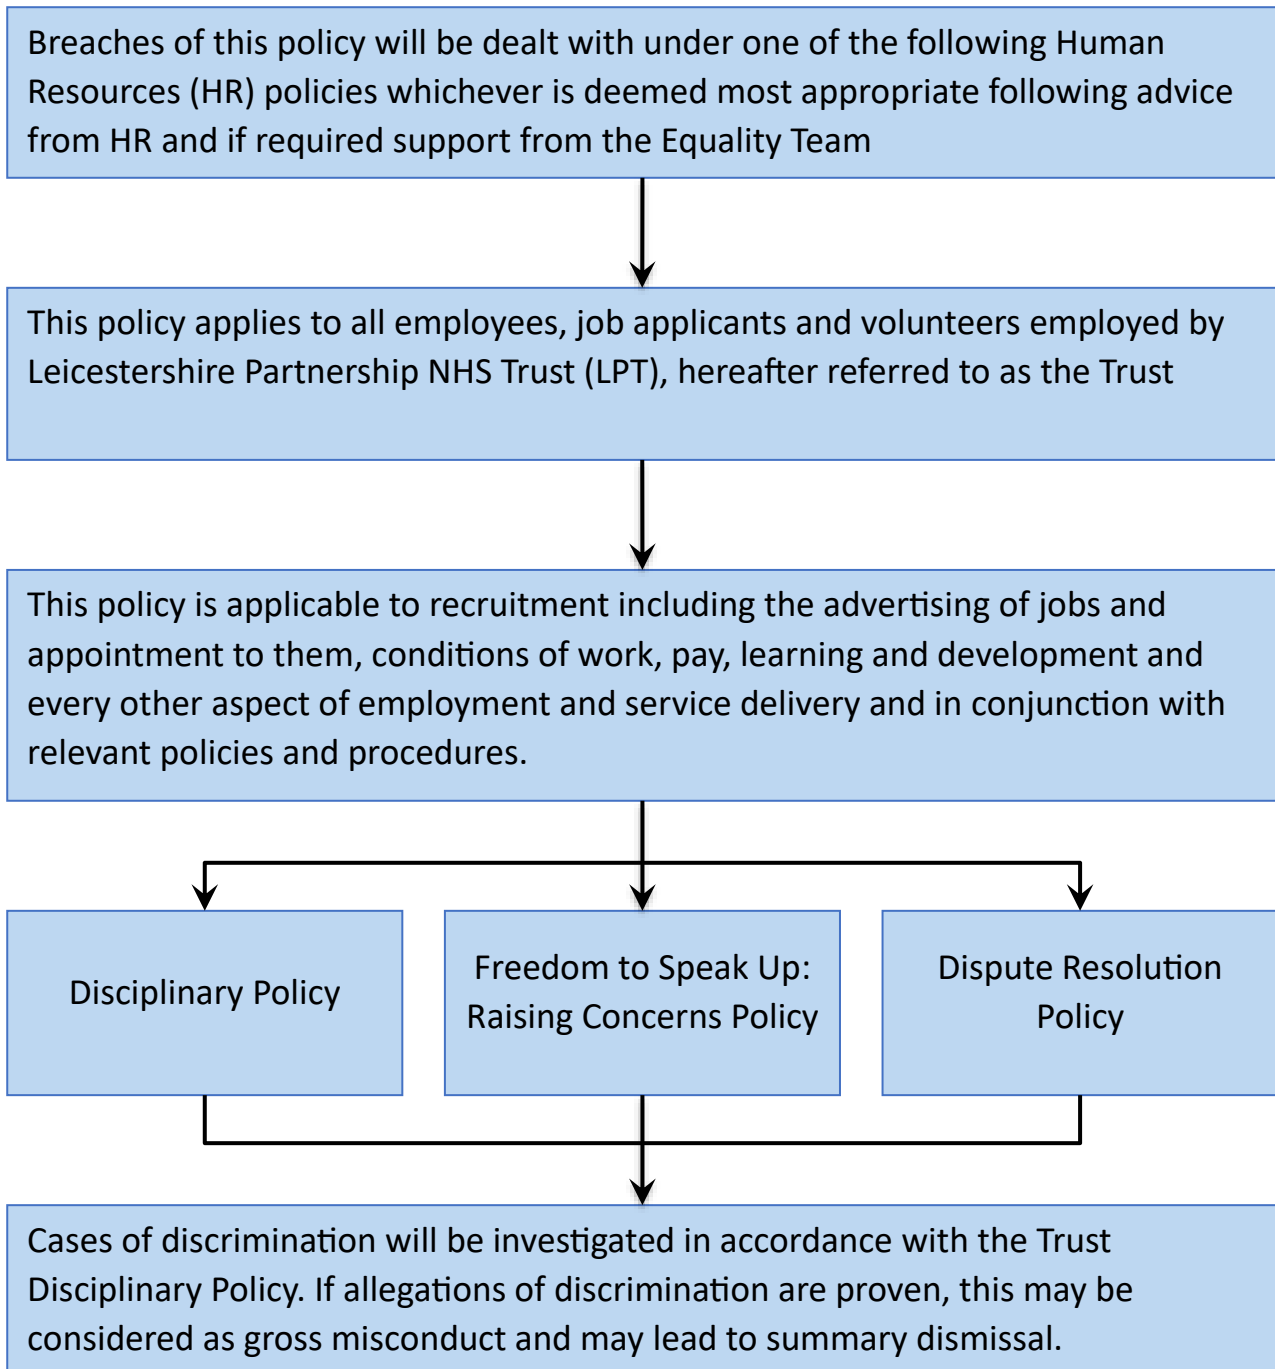 Breaches of this policy will be dealt with under one of the following Human
Resources (HR) policies whichever is deemed most appropriate following advice
from HR and if required support from the Equality Team
This policy applies to all employees, job applicants and volunteers employed by
Leicestershire Partnership NHS Trust (LPT), hereafter referred to as the Trust
This policy is applicable to recruitment including the advertising of jobs and
appointment to them, conditions of work, pay, learning and development and
every other aspect of employment and service delivery and in conjunction with
relevant policies and procedures.
Disciplinary Policy
Freedom to Speak Up:
Raising Concerns Policy
Dispute Resolution
Policy
Cases of discrimination will be investigated in accordance with the Trust
Disciplinary Policy. If allegations of discrimination are proven, this may be
considered as gross misconduct and may lead to summary dismissal.